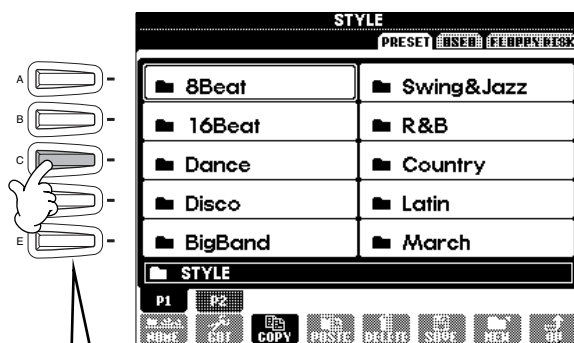 STYLE
PRESET USER FLOPPY DISK
A 8Beat Swing&Jazz
B 16Beat R&B
C Dance Country
Disco Latin
E BigBand March
STYLE
P1 P2
NAME CUT COPY PASTE DELETE SAVE NEW UP